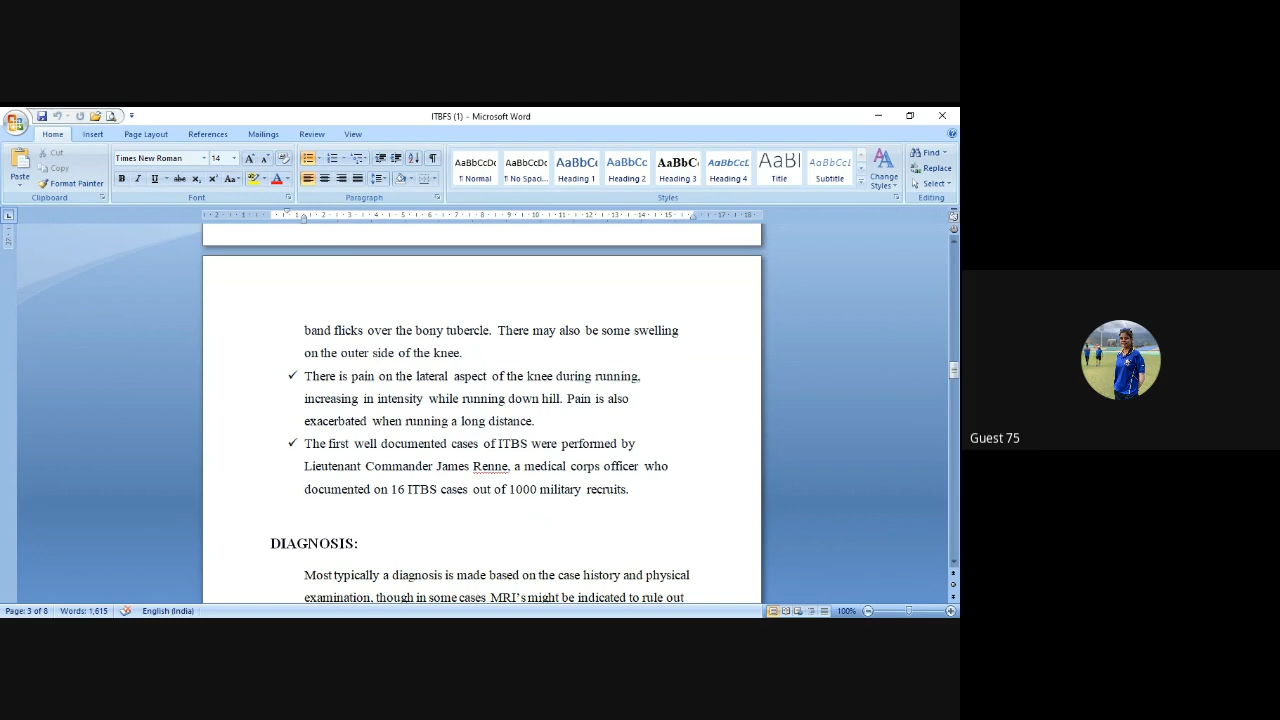 ITBFS (1) - Microsoft Word
Home Insert Page Layout References Mailings Review View
Cut
Copy
Format Painter
Paste
Clipboard
Times New Roman 14
Font
Paragraph
AaBbCcDc AaBbCcDc AaBbCc AaBbCc AaBbC AaBbCcL AaBl AaBbCcL
¶ Normal ¶ No Spaci... Heading 1 Heading 2 Heading 3 Heading 4 Title Subtitle
Change
Styles
Styles
Find
Replace
Select
Editing
band flicks over the bony tubercle. There may also be some swelling
on the outer side of the knee.
✓ There is pain on the lateral aspect of the knee during running,
increasing in intensity while running down hill. Pain is also
exacerbated when running a long distance.
✓ The first well documented cases of ITBS were performed by
Lieutenant Commander James Renne, a medical corps officer who
documented on 16 ITBS cases out of 1000 military recruits.
DIAGNOSIS:
Most typically a diagnosis is made based on the case history and physical
examination, though in some cases MRI's might be indicated to rule out
Page: 3 of 8 Words: 1,615 English (India) 100%
Guest 75